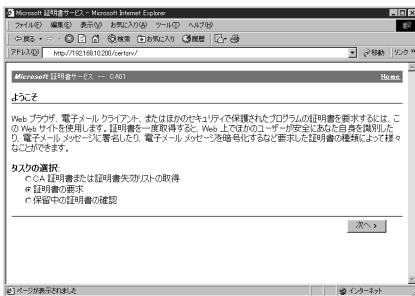 Microsoft 証明書サービス - Microsoft Internet Explorer
ファイル(F) 編集(E) 表示(V) お気に入り(A) ツール(T) ヘルプ(H)
戻る 検索 お気に入り 履歴
アドレス(D) http://192.168.10.200/certsrv/ 移動 リンク »
Microsoft 証明書サービス -- CA01 Home
ようこそ
Web ブラウザ、電子メール クライアント、またはほかのセキュリティで保護されたプログラムの証明書を要求するには、こ
の Web サイトを使用します。証明書を一度取得すると、Web 上でほかのユーザーが安全にあなた自身を識別した
り、電子メール メッセージに署名したり、電子メール メッセージを暗号化するなど要求した証明書の種類によって様々
なことができます。
タスクの選択:
CA 証明書または証明書失効リストの取得
証明書の要求
保留中の証明書の確認
次へ >
ページが表示されました インターネット